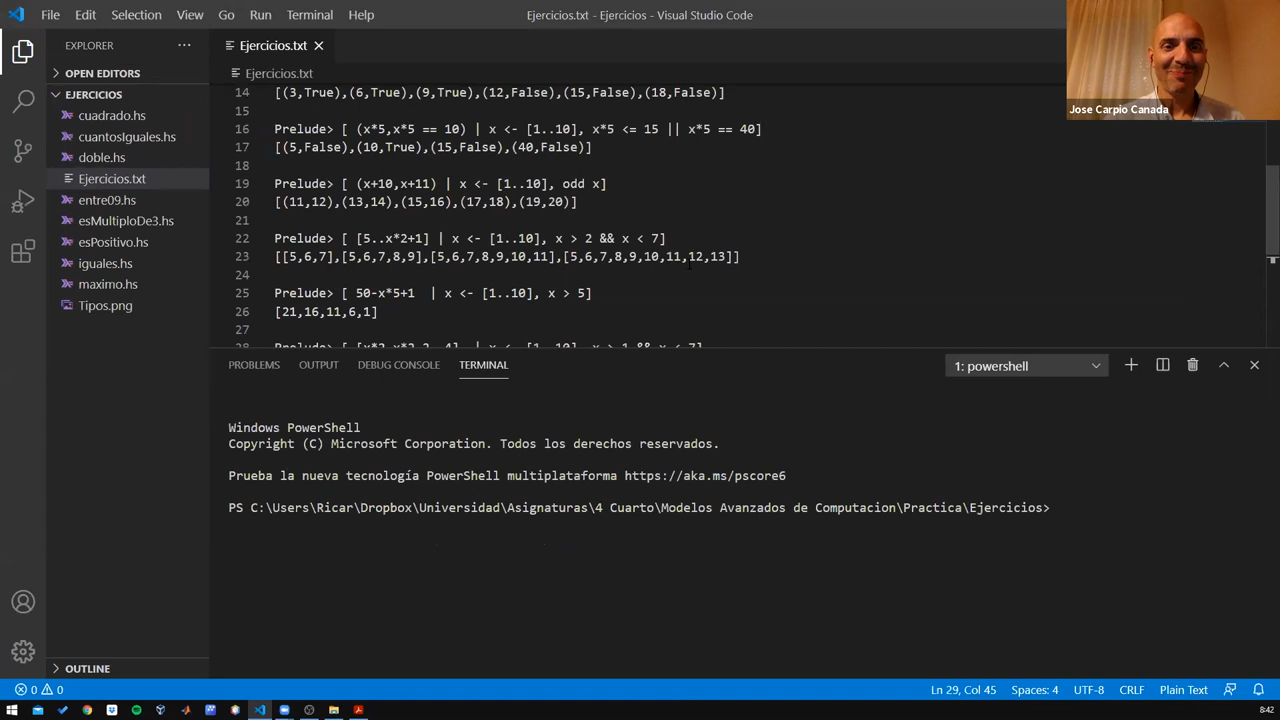 File Edit Selection View Go Run Terminal Help
Ejercicios.txt - Ejercicios - Visual Studio Code
EXPLORER
OPEN EDITORS
EJERCICIOS
cuadrado.hs
cuantosIguales.hs
doble.hs
Ejercicios.txt
entre09.hs
esMultiploDe3.hs
esPositivo.hs
iguales.hs
maximo.hs
Tipos.png
OUTLINE
Ejercicios.txt
Ejercicios.txt
14 [(3,True),(6,True),(9,True),(12,False),(15,False),(18,False)]
15
16 Prelude> [ (x*5,x*5 == 10) | x <- [1..10], x*5 <= 15 || x*5 == 40]
17 [(5,False),(10,True),(15,False),(40,False)]
18
19 Prelude> [ (x+10,x+11) | x <- [1..10], odd x]
20 [(11,12),(13,14),(15,16),(17,18),(19,20)]
21
22 Prelude> [ [5..x*2+1] | x <- [1..10], x > 2 && x < 7]
23 [[5,6,7],[5,6,7,8,9],[5,6,7,8,9,10,11],[5,6,7,8,9,10,11,12,13]]
24
25 Prelude> [ 50-x*5+1  | x <- [1..10], x > 5]
26 [21,16,11,6,1]
27
Jose Carpio Canada
PROBLEMS OUTPUT DEBUG CONSOLE TERMINAL
1: powershell
Windows PowerShell
Copyright (C) Microsoft Corporation. Todos los derechos reservados.
Prueba la nueva tecnología PowerShell multiplataforma https://aka.ms/pscore6
PS C:\Users\Ricar\Dropbox\Universidad\Asignaturas\4 Cuarto\Modelos Avanzados de Computacion\Practica\Ejercicios>
0 0
Ln 29, Col 45 Spaces: 4 UTF-8 CRLF Plain Text
8:42